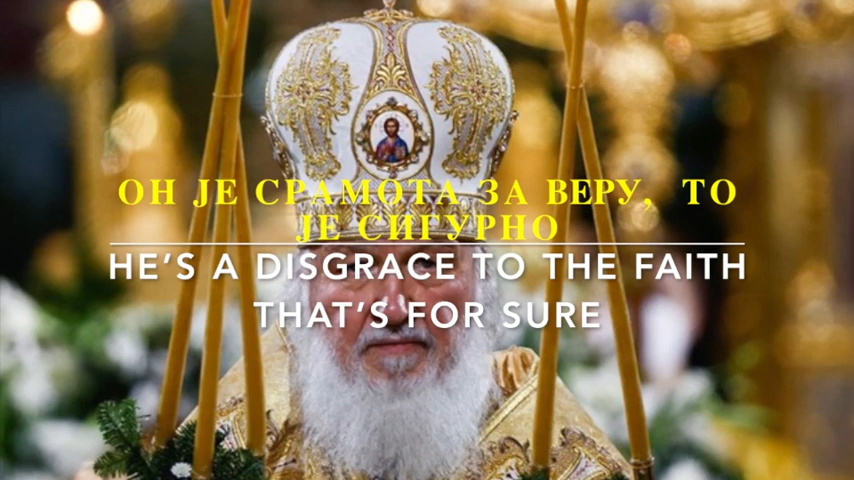 ОН ЈЕ СРАМОТА ЗА ВЕРУ, ТО
ЈЕ СИГУРНО
HE'S A DISGRACE TO THE FAITH
THAT'S FOR SURE